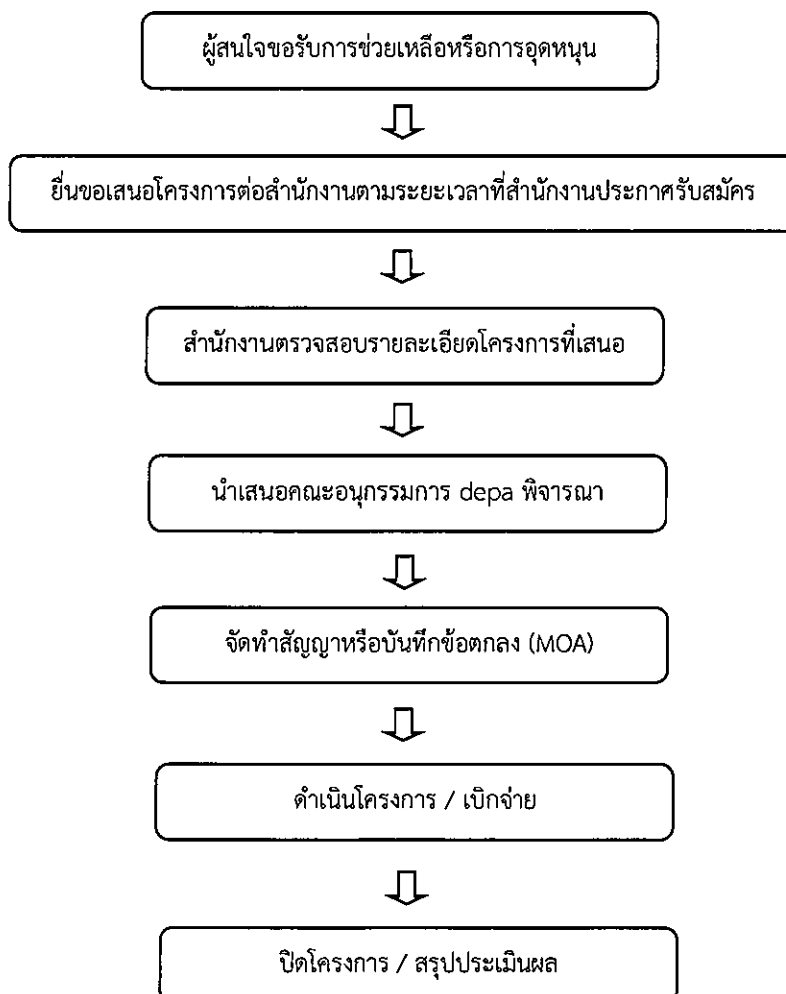 ผู้สนใจขอรับการช่วยเหลือหรือการอุดหนุน
ยื่นขอเสนอโครงการต่อสำนักงานตามระยะเวลาที่สำนักงานประกาศรับสมัคร
สำนักงานตรวจสอบรายละเอียดโครงการที่เสนอ
นำเสนอคณะอนุกรรมการ depa พิจารณา
จัดทำสัญญาหรือบันทึกข้อตกลง (MOA)
ดำเนินโครงการ / เบิกจ่าย
ปิดโครงการ / สรุปประเมินผล